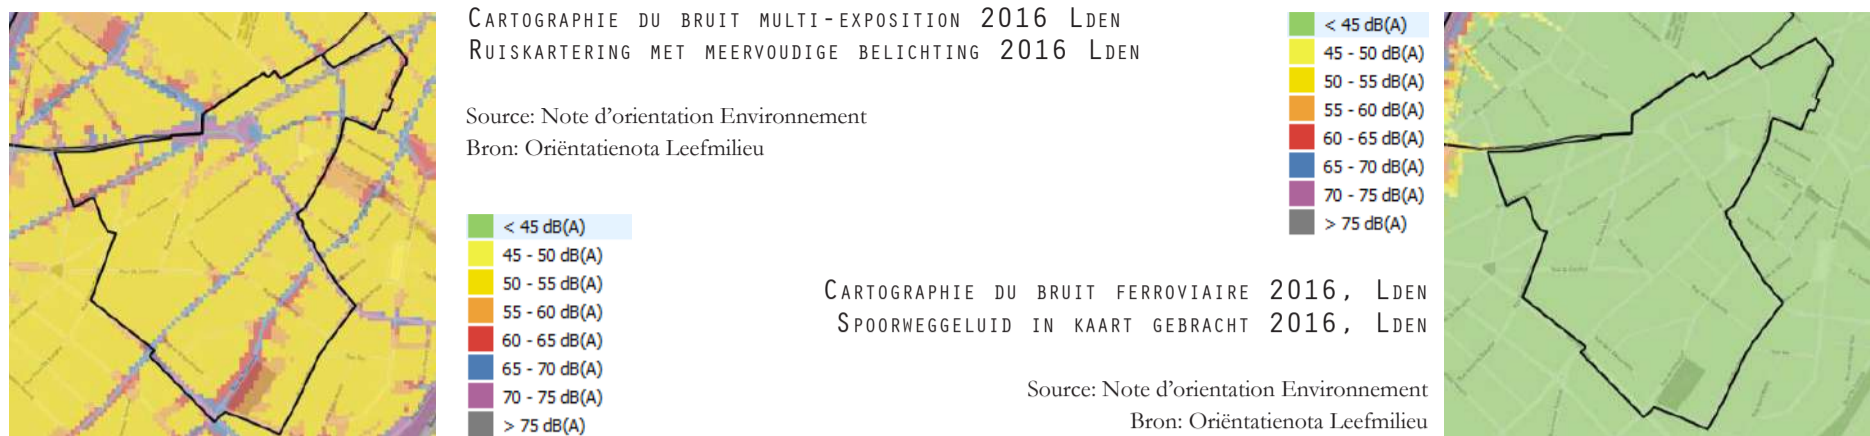 Cartographie du bruit multi-exposition 2016 Lden
Ruiskartering met meervoudige belichting 2016 Lden
Source: Note d'orientation Environnement
Bron: Oriëntatienota Leefmilieu
< 45 dB(A)
45 - 50 dB(A)
50 - 55 dB(A)
55 - 60 dB(A)
60 - 65 dB(A)
65 - 70 dB(A)
70 - 75 dB(A)
> 75 dB(A)
< 45 dB(A)
45 - 50 dB(A)
50 - 55 dB(A)
55 - 60 dB(A)
60 - 65 dB(A)
65 - 70 dB(A)
70 - 75 dB(A)
> 75 dB(A)
Cartographie du bruit ferroviaire 2016, Lden
Spoorweggeluid in kaart gebracht 2016, Lden
Source: Note d'orientation Environnement
Bron: Oriëntatienota Leefmilieu